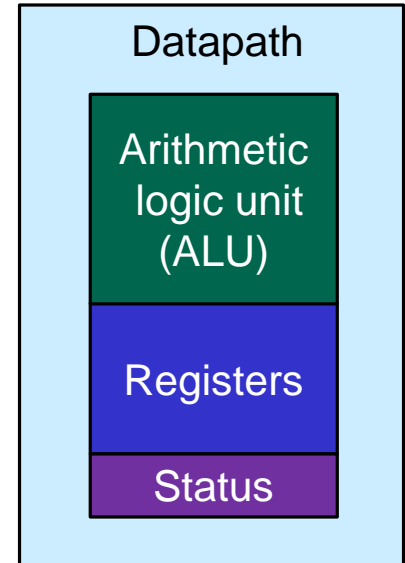 Datapath
Arithmetic
logic unit
(ALU)
Registers
Status